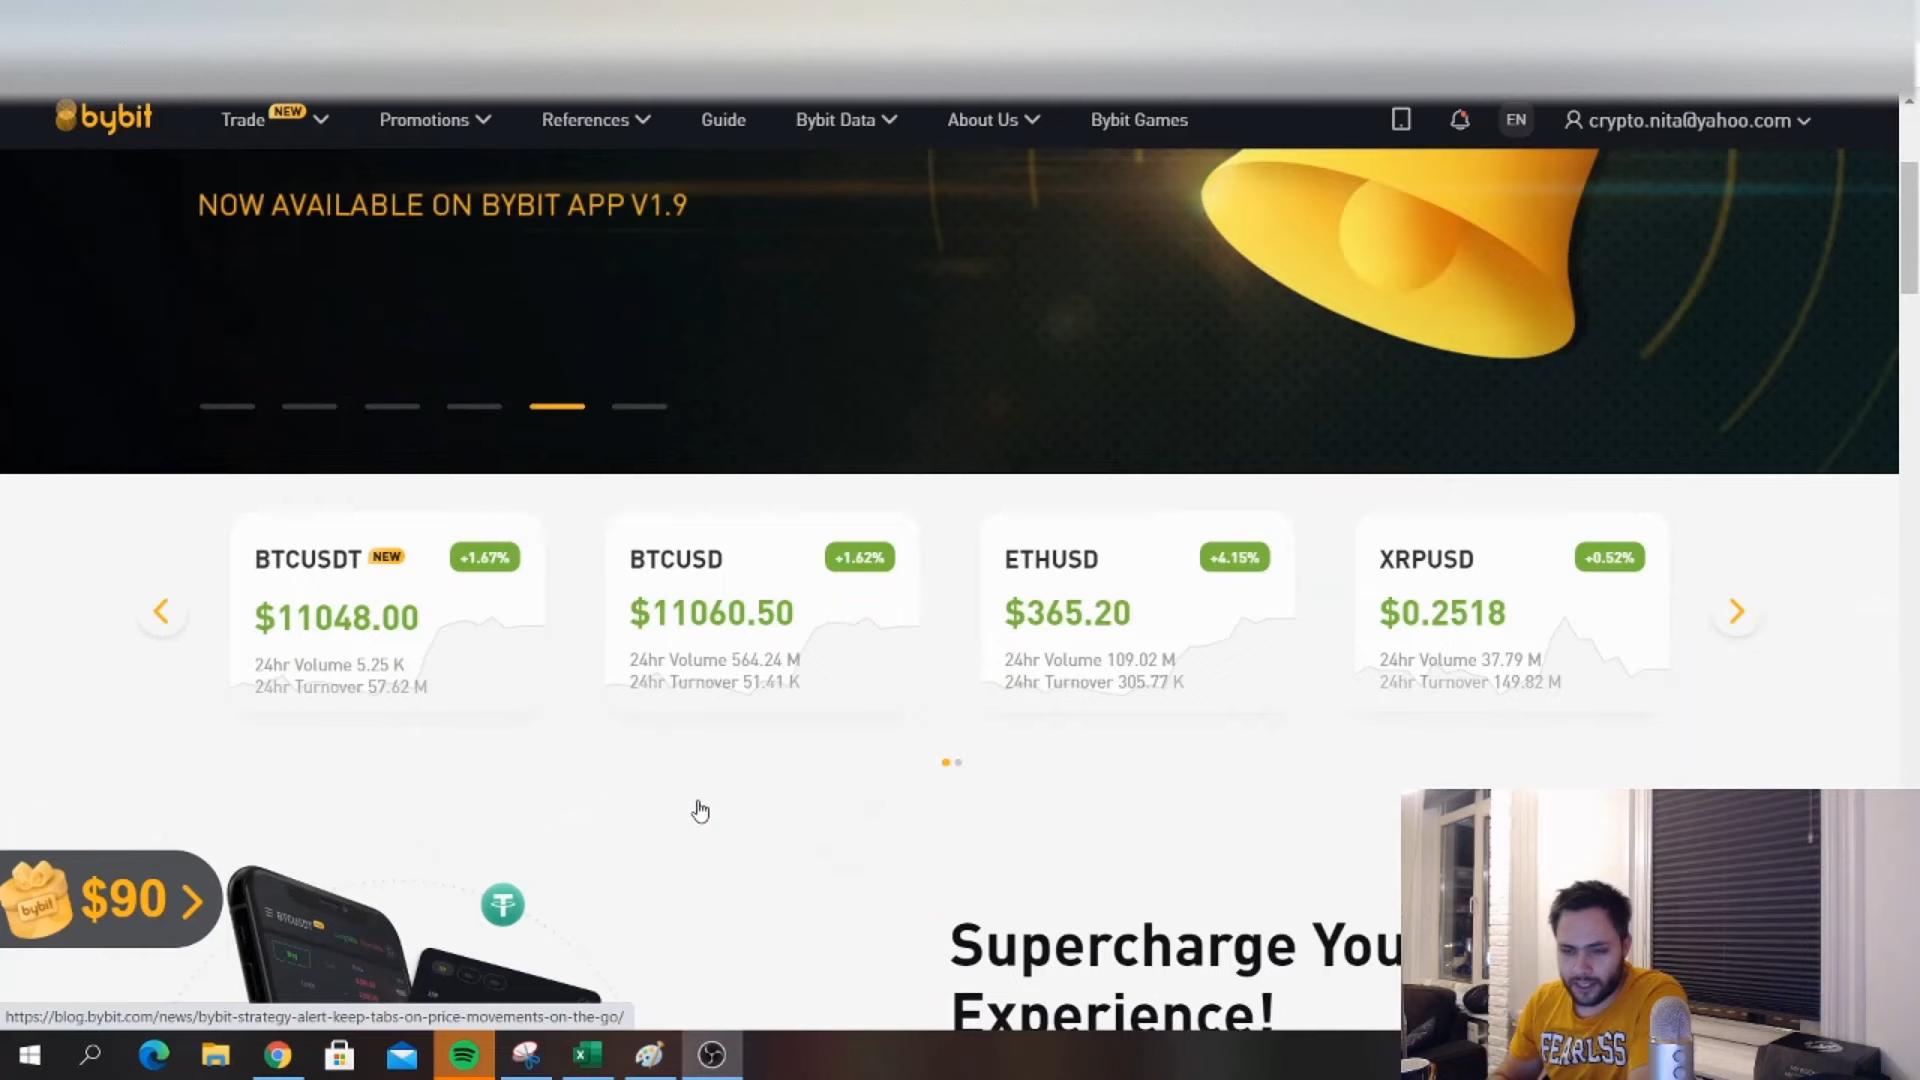 bybit
Trade NEW
Promotions
References
Guide
Bybit Data
About Us
Bybit Games
EN
crypto.nita@yahoo.com
NOW AVAILABLE ON BYBIT APP V1.9
BTCUSDT NEW +1.67%
$11048.00
24hr Volume 5.25 K
24hr Turnover 57.62 M
BTCUSD +1.62%
$11060.50
24hr Volume 564.24 M
24hr Turnover 51.41 K
ETHUSD +4.15%
$365.20
24hr Volume 109.02 M
24hr Turnover 305.77 K
XRPUSD +0.52%
$0.2518
24hr Volume 37.79 M
24hr Turnover 149.82 M
bybit
$90
BTCUSDT
Supercharge You
Experience!
https://blog.bybit.com/news/bybit-strategy-alert-keep-tabs-on-price-movements-on-the-go/
FEARLSS